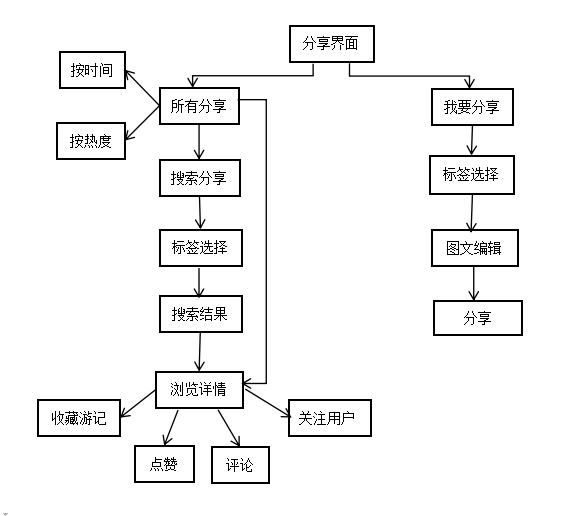 分享界面
按时间
所有分享
我要分享
按热度
搜索分享
标签选择
标签选择
图文编辑
搜索结果
分享
浏览详情
收藏游记
关注用户
点赞
评论